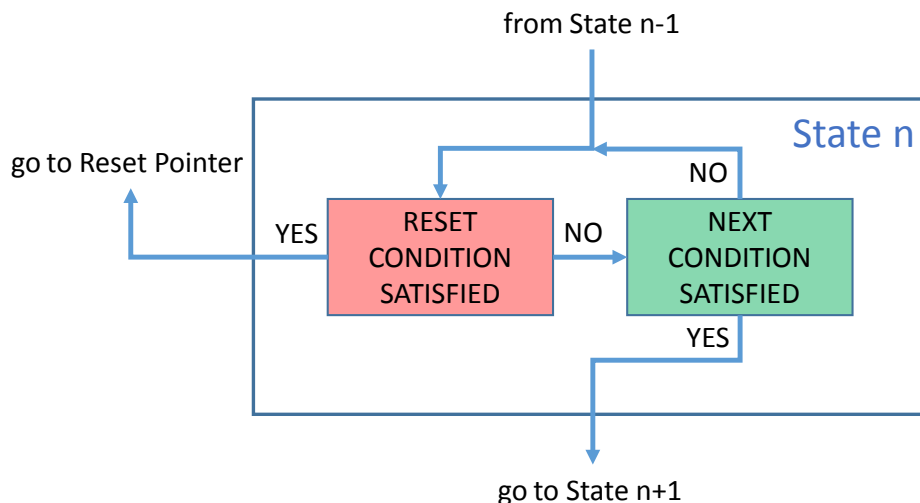 from State n-1
State n
go to Reset Pointer
NO
YES
RESET
CONDITION
SATISFIED
NO
NEXT
CONDITION
SATISFIED
YES
go to State n+1